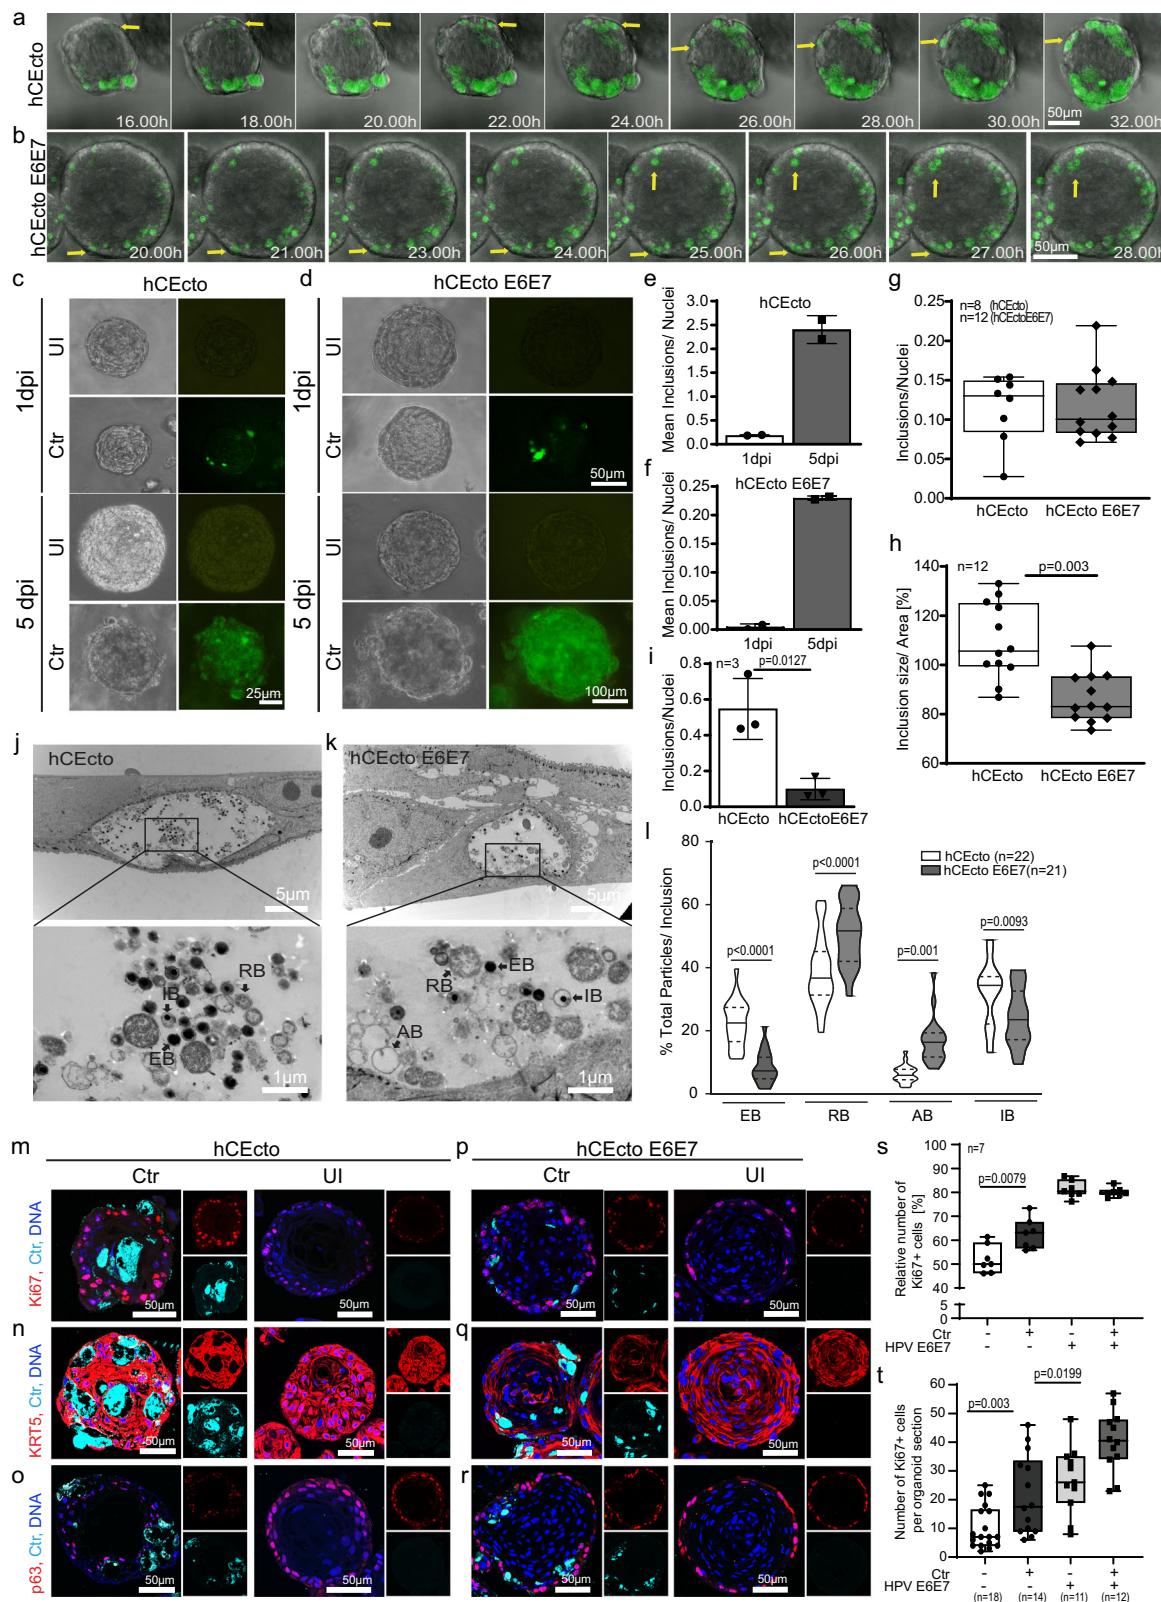 a
hCEcto
16.00h 18.00h 20.00h 22.00h 24.00h 26.00h 28.00h 30.00h 32.00h
50µm
b
hCEcto E6E7
20.00h 21.00h 23.00h 24.00h 25.00h 26.00h 27.00h 28.00h
50µm
c
hCEcto
1dpi
UI
Ctr
5 dpi
UI
Ctr
25µm
d
hCEcto E6E7
1dpi
UI
Ctr
50µm
5 dpi
UI
Ctr
100µm
e
hCEcto
Mean Inclusions/ Nuclei
3.0
2.5
2.0
1.5
1.0
0.5
0
1dpi 5dpi
f
hCEcto E6E7
Mean Inclusions/ Nuclei
0.30
0.25
0.20
0.15
0.10
0.05
0.00
1dpi 5dpi
g
n=8 (hCEcto)
n=12 (hCEctoE6E7)
Inclusions/Nuclei
0.25
0.20
0.15
0.10
0.05
0.00
hCEcto hCEcto E6E7
h
n=12
p=0.003
Inclusion size/ Area [%]
140
120
100
80
60
hCEcto hCEcto E6E7
i
n=3
p=0.0127
Inclusions/Nuclei
0.8
0.6
0.4
0.2
0.0
hCEcto hCEctoE6E7
j
hCEcto
5µm
RB
IB
EB
1µm
k
hCEcto E6E7
5µm
EB
RB
IB
AB
1µm
l
hCEcto (n=22)
hCEcto E6E7(n=21)
% Total Particles/ Inclusion
80
60
40
20
0
p<0.0001
p<0.0001
p=0.001
p=0.0093
EB RB AB IB
m
hCEcto
Ctr UI
Ki67, Ctr, DNA
50µm 50µm
n
KRT5, Ctr, DNA
50µm 50µm
o
p63, Ctr, DNA
50µm 50µm
p
hCEcto E6E7
Ctr UI
50µm 50µm
q
50µm 50µm
r
50µm 50µm
s
n=7
p=0.0079
Relative number of
Ki67+ cells [%]
100
90
80
70
60
50
40
5
0
Ctr - + - +
HPV E6E7 - - + +
t
p=0.003
p=0.0199
Number of Ki67+ cells
per organoid section
60
50
40
30
20
10
0
Ctr - + - +
HPV E6E7 - - + +
(n=18) (n=14) (n=11) (n=12)